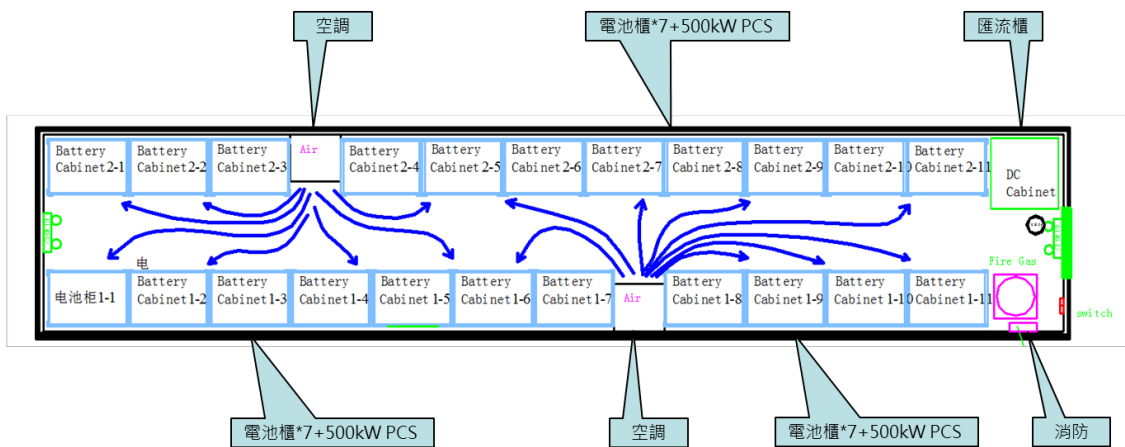 空調
電池櫃*7+500kW PCS
匯流櫃
Battery
Cabinet2-1
Battery
Cabinet2-2
Battery
Cabinet2-3
Air
Battery
Cabinet2-4
Battery
Cabinet2-5
Battery
Cabinet2-6
Battery
Cabinet2-7
Battery
Cabinet2-8
Battery
Cabinet2-9
Battery
Cabinet2-10
Battery
Cabinet2-11
DC
Cabinet
电
Fire Gas
电池柜1-1
Battery
Cabinet1-2
Battery
Cabinet1-3
Battery
Cabinet1-4
Battery
Cabinet1-5
Battery
Cabinet1-6
Battery
Cabinet1-7
Air
Battery
Cabinet1-8
Battery
Cabinet1-9
Battery
Cabinet1-10
Battery
Cabinet1-11
switch
電池櫃*7+500kW PCS
空調
電池櫃*7+500kW PCS
消防